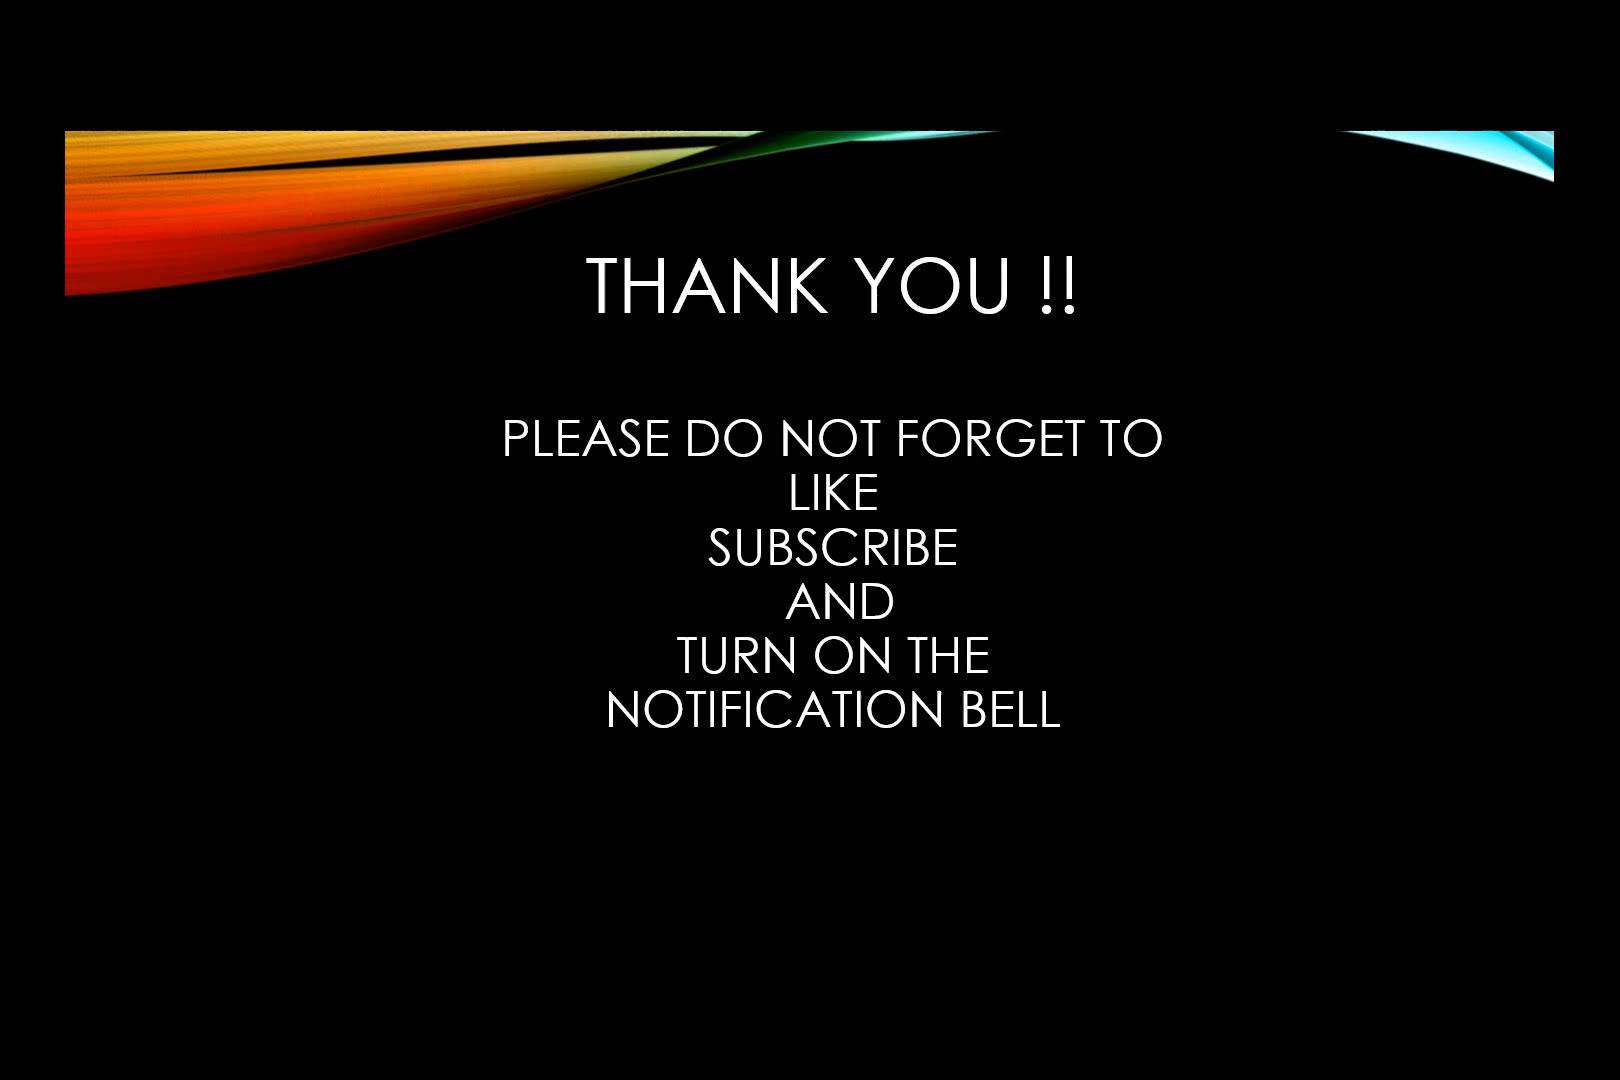 THANK YOU !!
PLEASE DO NOT FORGET TO
LIKE
SUBSCRIBE
AND
TURN ON THE
NOTIFICATION BELL